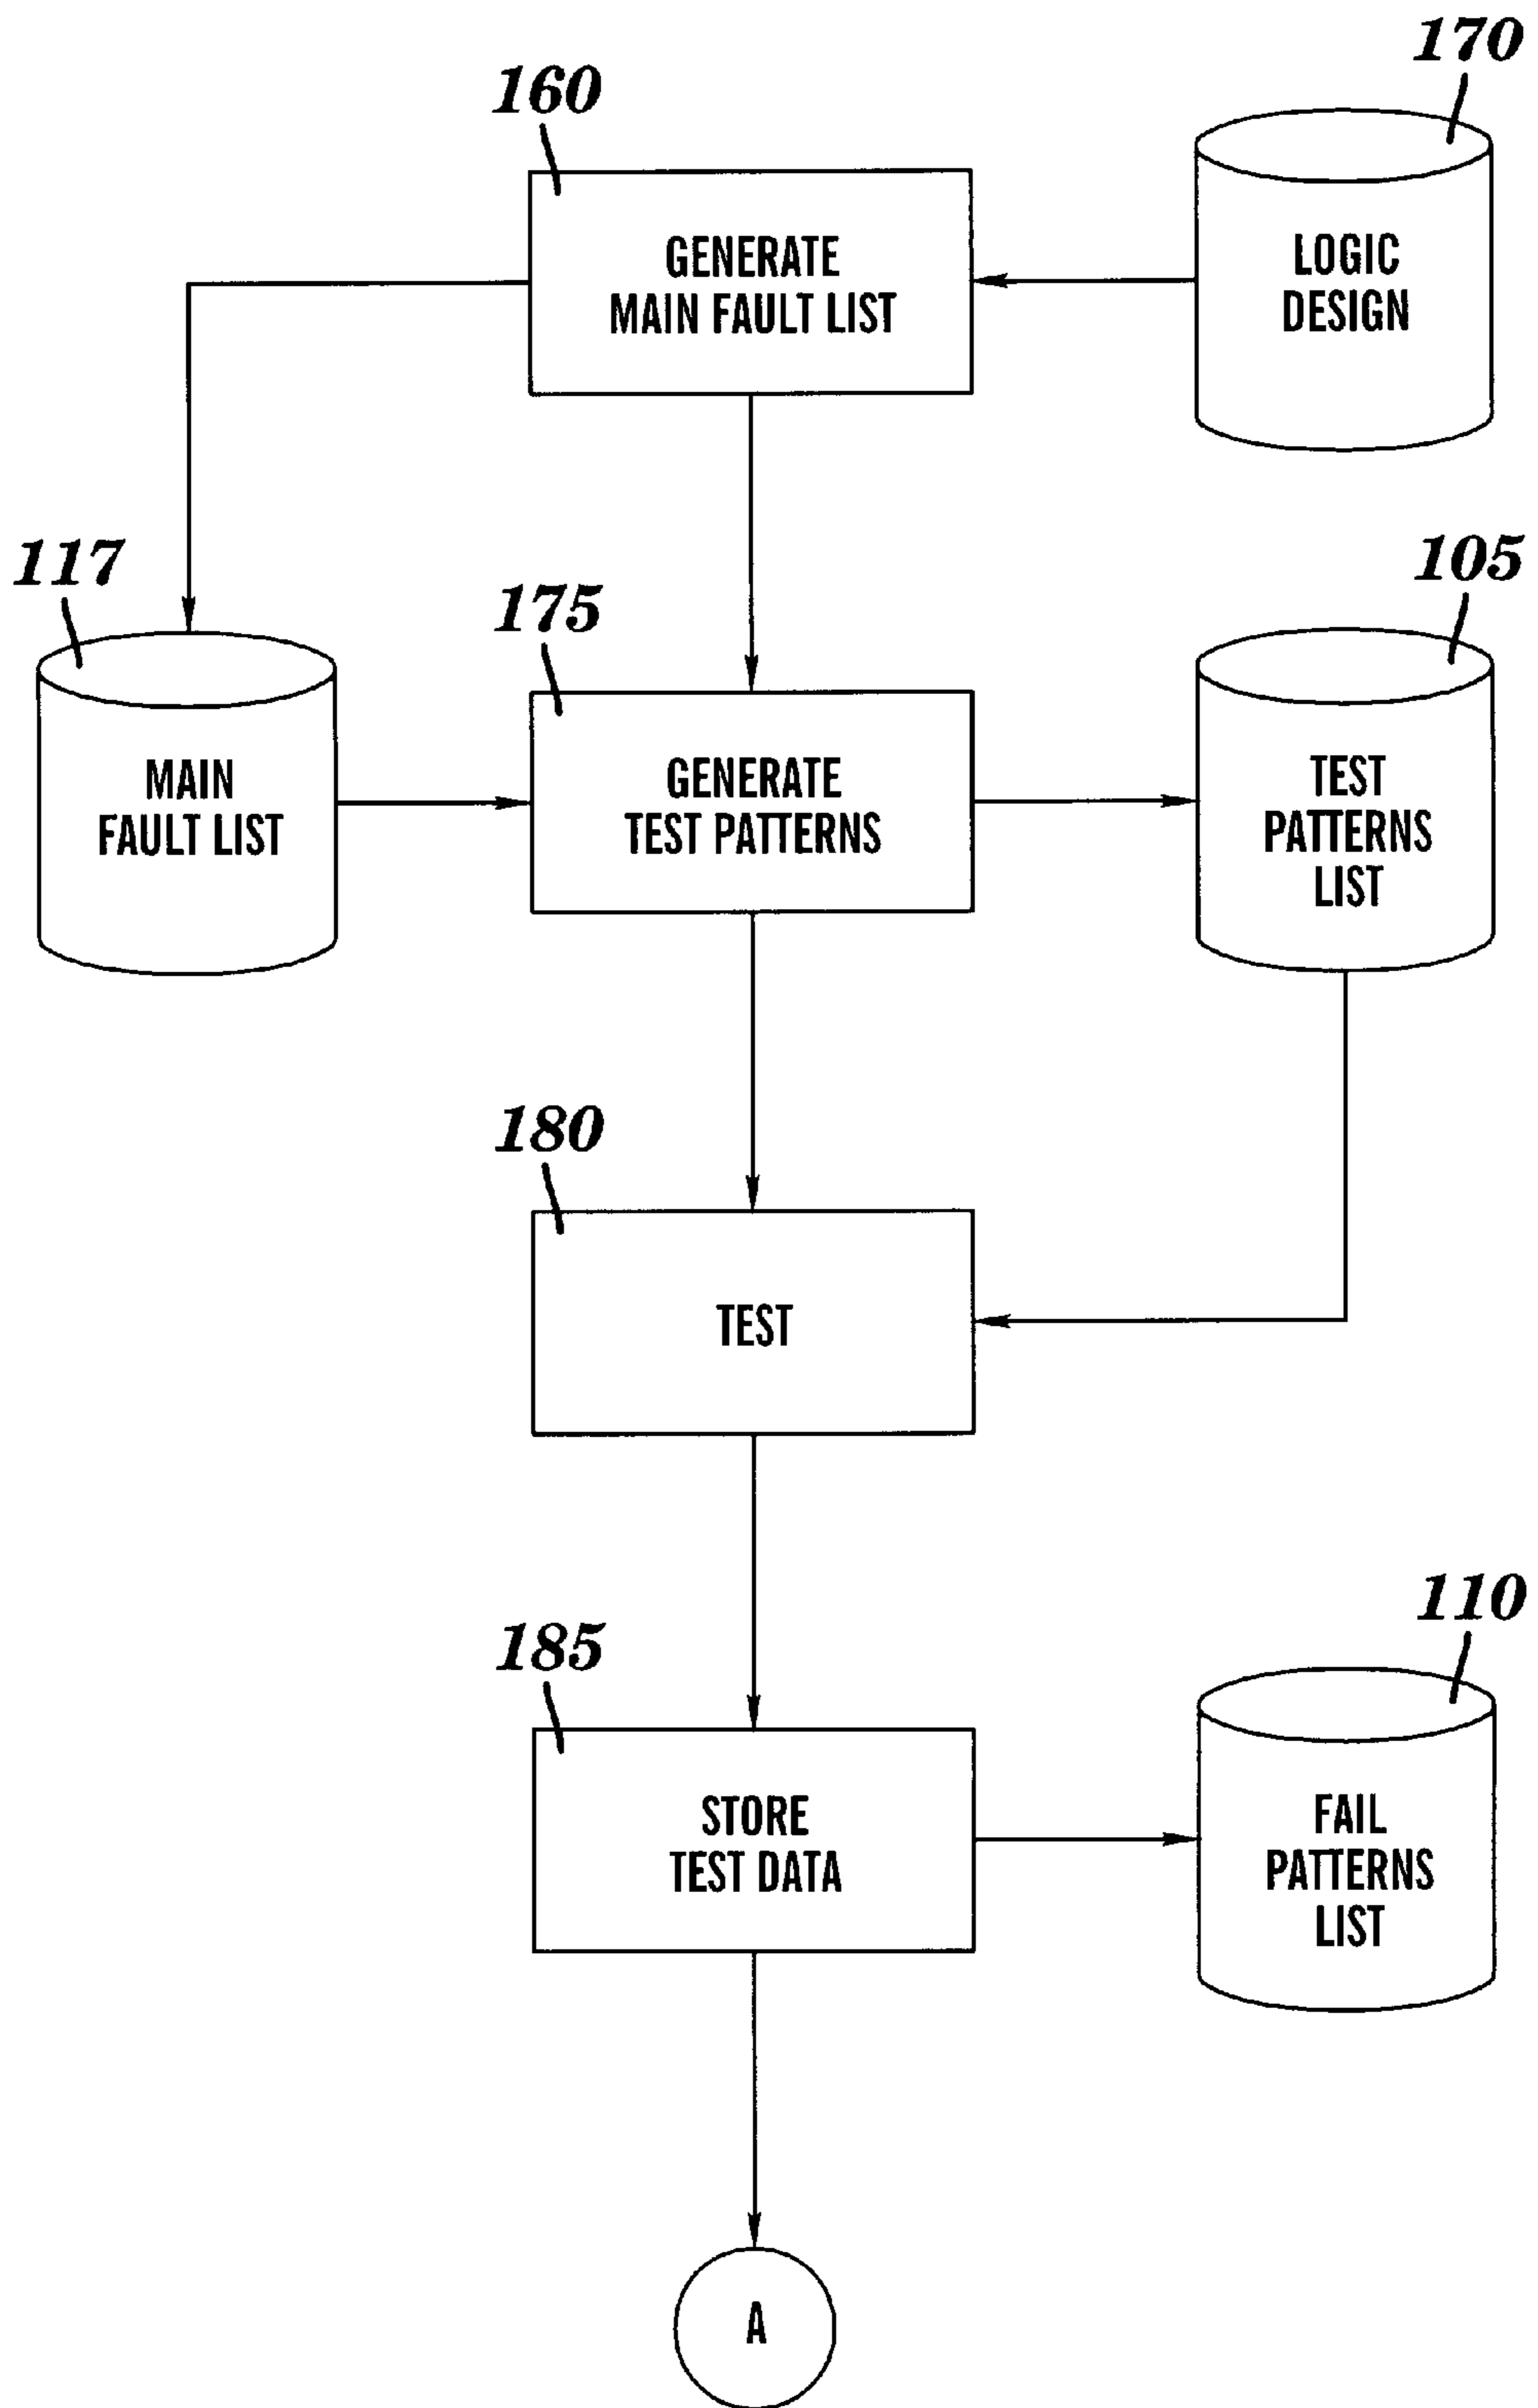 170
160
GENERATE
MAIN FAULT LIST
LOGIC
DESIGN
117
175
105
MAIN
FAULT LIST
GENERATE
TEST PATTERNS
TEST
PATTERNS
LIST
180
TEST
185
110
STORE
TEST DATA
FAIL
PATTERNS
LIST
A